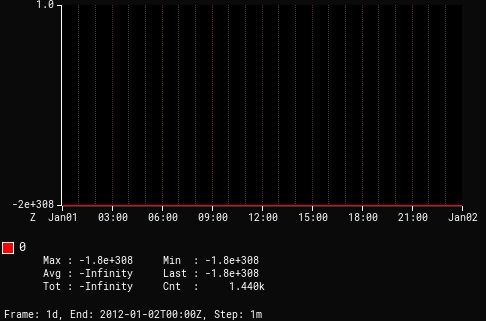 1.0
-2e+308
Z Jan01 03:00 06:00 09:00 12:00 15:00 18:00 21:00 Jan02
0
Max : -1.8e+308 Min : -1.8e+308
Avg : -Infinity Last : -1.8e+308
Tot : -Infinity Cnt : 1.440k
Frame: 1d, End: 2012-01-02T00:00Z, Step: 1m